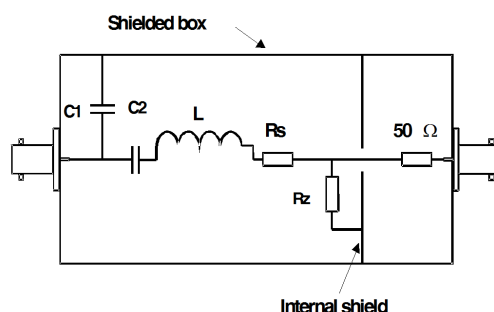 Shielded box
C1
C2
L
Rs
50 Ω
Rz
Internal shield